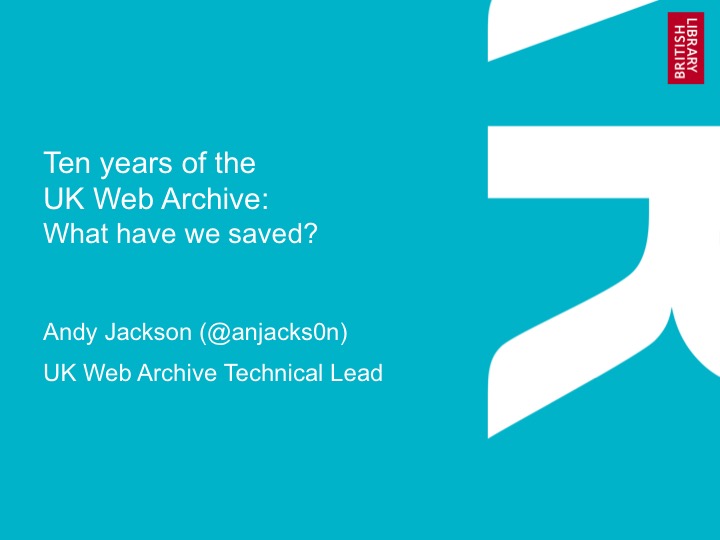 LIBRARY
BRITISH
Ten years of the
UK Web Archive:
What have we saved?
Andy Jackson (@anjacks0n)
UK Web Archive Technical Lead